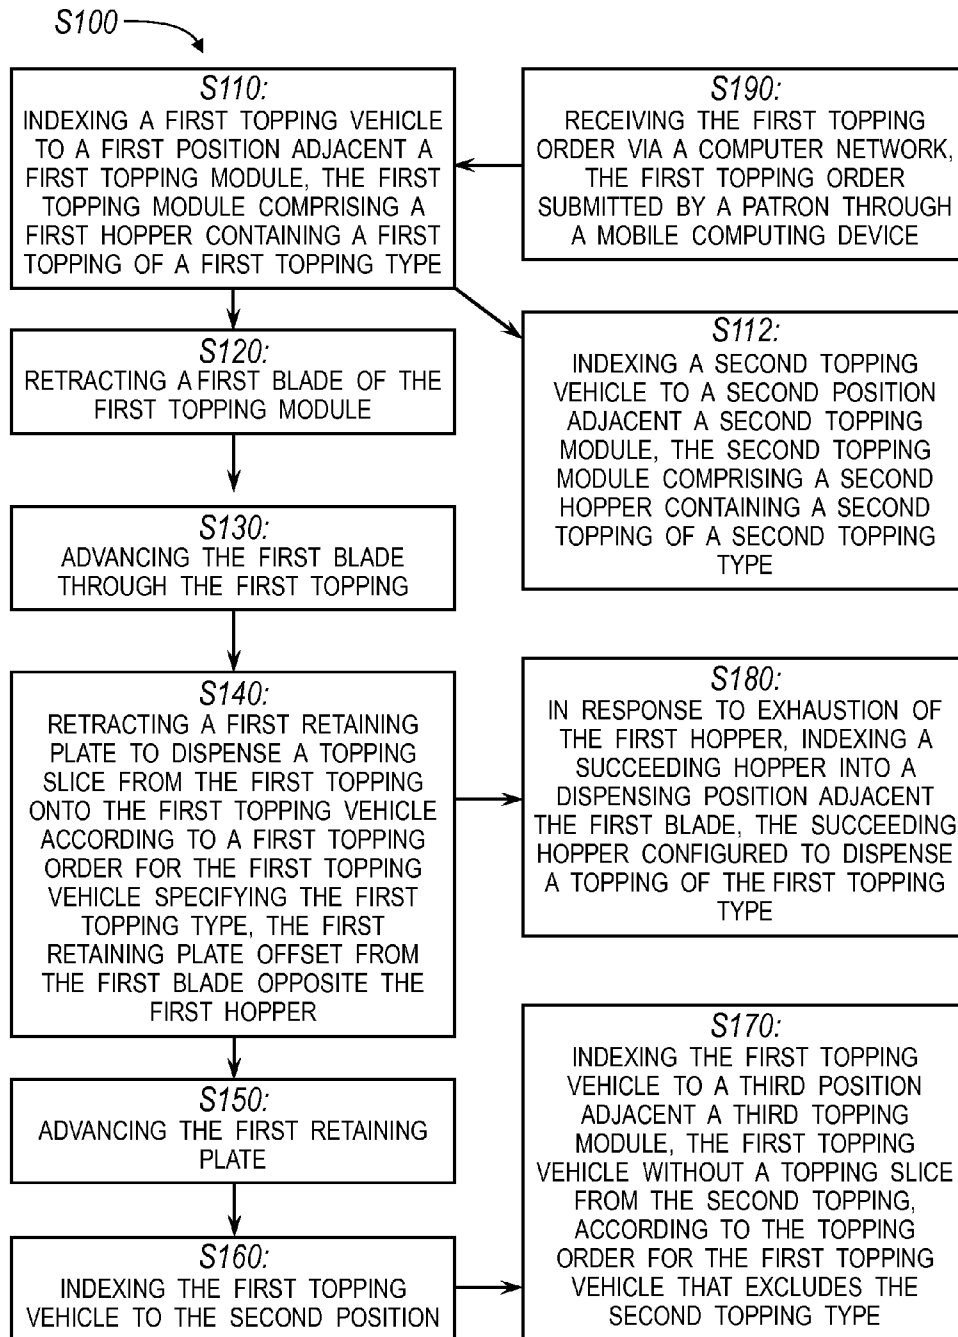 S100
S110:
INDEXING A FIRST TOPPING VEHICLE
TO A FIRST POSITION ADJACENT A
FIRST TOPPING MODULE, THE FIRST
TOPPING MODULE COMPRISING A
FIRST HOPPER CONTAINING A FIRST
TOPPING OF A FIRST TOPPING TYPE
S190:
RECEIVING THE FIRST TOPPING
ORDER VIA A COMPUTER NETWORK,
THE FIRST TOPPING ORDER
SUBMITTED BY A PATRON THROUGH
A MOBILE COMPUTING DEVICE
S120:
RETRACTING A FIRST BLADE OF THE
FIRST TOPPING MODULE
S112:
INDEXING A SECOND TOPPING
VEHICLE TO A SECOND POSITION
ADJACENT A SECOND TOPPING
MODULE, THE SECOND TOPPING
MODULE COMPRISING A SECOND
HOPPER CONTAINING A SECOND
TOPPING OF A SECOND TOPPING
TYPE
S130:
ADVANCING THE FIRST BLADE
THROUGH THE FIRST TOPPING
S140:
RETRACTING A FIRST RETAINING
PLATE TO DISPENSE A TOPPING
SLICE FROM THE FIRST TOPPING
ONTO THE FIRST TOPPING VEHICLE
ACCORDING TO A FIRST TOPPING
ORDER FOR THE FIRST TOPPING
VEHICLE SPECIFYING THE FIRST
TOPPING TYPE, THE FIRST
RETAINING PLATE OFFSET FROM
THE FIRST BLADE OPPOSITE THE
FIRST HOPPER
S180:
IN RESPONSE TO EXHAUSTION OF
THE FIRST HOPPER, INDEXING A
SUCCEEDING HOPPER INTO A
DISPENSING POSITION ADJACENT
THE FIRST BLADE, THE SUCCEEDING
HOPPER CONFIGURED TO DISPENSE
A TOPPING OF THE FIRST TOPPING
TYPE
S150:
ADVANCING THE FIRST RETAINING
PLATE
S160:
INDEXING THE FIRST TOPPING
VEHICLE TO THE SECOND POSITION
S170:
INDEXING THE FIRST TOPPING
VEHICLE TO A THIRD POSITION
ADJACENT A THIRD TOPPING
MODULE, THE FIRST TOPPING
VEHICLE WITHOUT A TOPPING SLICE
FROM THE SECOND TOPPING,
ACCORDING TO THE TOPPING
ORDER FOR THE FIRST TOPPING
VEHICLE THAT EXCLUDES THE
SECOND TOPPING TYPE